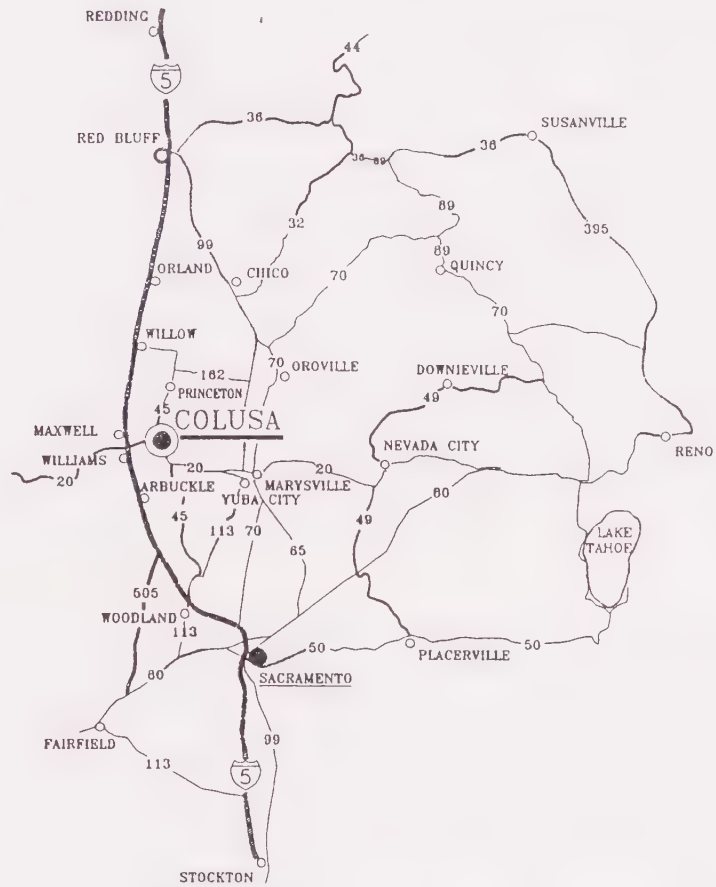 REDDING
44
5
36
SUSANVILLE
RED BLUFF
36 89
36
32
89
99
395
89
ORLAND
CHICO
70
QUINCY
70
WILLOW
70
OROVILLE
162
DOWNIEVILLE
PRINCETON
49
45
COLUSA
MAXWELL
NEVADA CITY
RENO
WILLIAMS
20
20
20
MARYSVILLE
80
ARBUCKLE
YUBA CITY
45
49
113
70
LAKE
TAHOE
65
505
WOODLAND
113
50
50
PLACERVILLE
80
SACRAMENTO
99
FAIRFIELD
113
5
STOCKTON